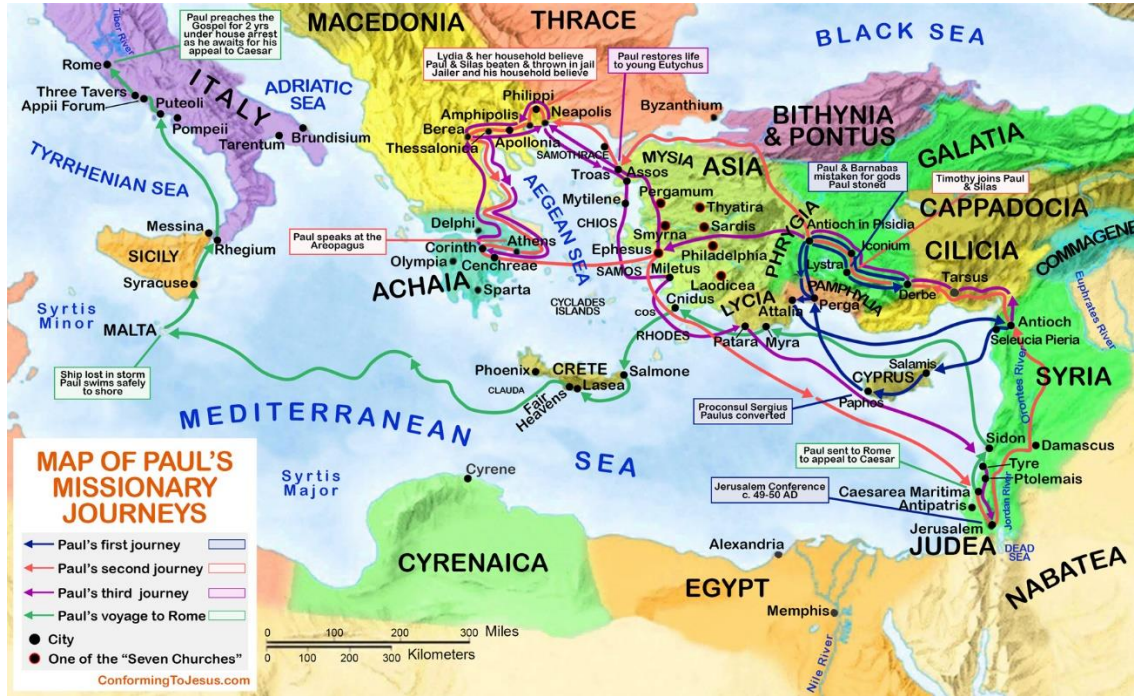 MACEDONIA
THRACE
BLACK SEA
Tiber River
Paul preaches the
Gospel for 2 yrs
under house arrest
as he awaits for his
appeal to Caesar
Lydia & her household believe
Paul & Silas beaten & thrown in jail
Jailer and his household believe
Paul restores life
to young Eutychus
Rome
ITALY
ADRIATIC
SEA
Three Tavers
Appii Forum
Puteoli
Pompeii
Tarentum
Brundisium
TYRRHENIAN SEA
Philippi
Amphipolis
Neapolis
Berea
Thessalonica
Apollonia
SAMOTHRACE
Byzanthium
BITHYNIA
& PONTUS
GALATIA
MYSIA
ASIA
Troas
Assos
Paul & Barnabas
mistaken for gods
Paul stoned
Timothy joins Paul
& Silas
CAPPADOCIA
Mytilene
Pergamum
Thyatira
AEGEAN SEA
CHIOS
Smyrna
Sardis
PHRYGIA
Antioch in Pisidia
Iconium
CILICIA
COMMAGENE
Messina
Rhegium
SICILY
Syracuse
Paul speaks at the
Areopagus
Delphi
Corinth
Athens
Olympia
Cenchreae
ACHAIA
Sparta
Ephesus
Philadelphia
SAMOS
Miletus
Laodicea
Lystra
Derbe
Tarsus
PAMPHYLIA
Perga
LYCIA
Attalia
Cnidus
CYCLADES
ISLANDS
COS
RHODES
Patara
Myra
Antioch
Seleucia Pieria
Euphrates River
Syrtis
Minor
MALTA
Ship lost in storm
Paul swims safely
to shore
Phoenix
CRETE
Salmone
CLAUDA
Fair
Heavens
Lasea
Salamis
CYPRUS
Paphos
Orontes River
SYRIA
Proconsul Sergius
Paulus converted
MEDITERRANEAN
SEA
Sidon
Damascus
Paul sent to Rome
to appeal to Caesar
Tyre
Ptolemais
Jerusalem Conference
c. 49-50 AD
Caesarea Maritima
Antipatris
Jordan River
Jerusalem
JUDEA
DEAD
SEA
NABATEA
Syrtis
Major
Cyrene
CYRENAICA
Alexandria
EGYPT
Memphis
Nile River
MAP OF PAUL'S
MISSIONARY
JOURNEYS
Paul's first journey
Paul's second journey
Paul's third journey
Paul's voyage to Rome
City
One of the "Seven Churches"
ConformingToJesus.com
0 100 200 300 Miles
0 100 200 300 Kilometers